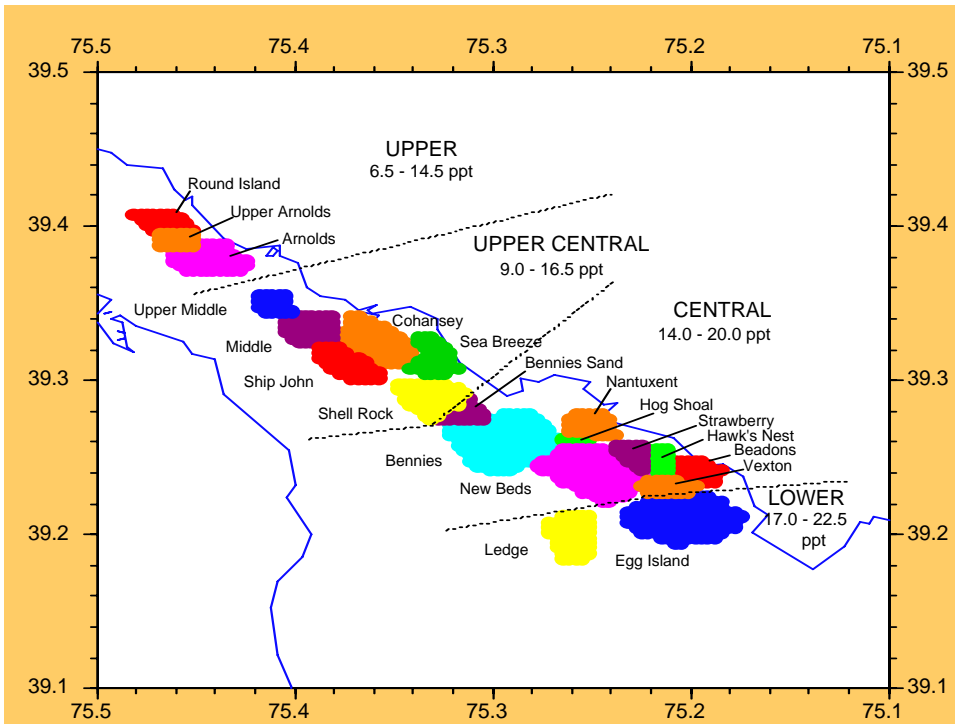 75.5 75.4 75.3 75.2 75.1
39.5 39.5
UPPER
6.5 - 14.5 ppt
Round Island
Upper Arnolds
39.4 39.4
Arnolds
UPPER CENTRAL
9.0 - 16.5 ppt
Upper Middle
CENTRAL
14.0 - 20.0 ppt
Cohansey
Middle
Sea Breeze
Bennies Sand
39.3 39.3
Ship John
Nantuxent
Hog Shoal
Shell Rock
Strawberry
Hawk's Nest
Bennies
Beadons
Vexton
New Beds
LOWER
17.0 - 22.5
ppt
39.2 39.2
Ledge
Egg Island
39.1 39.1
75.5 75.4 75.3 75.2 75.1